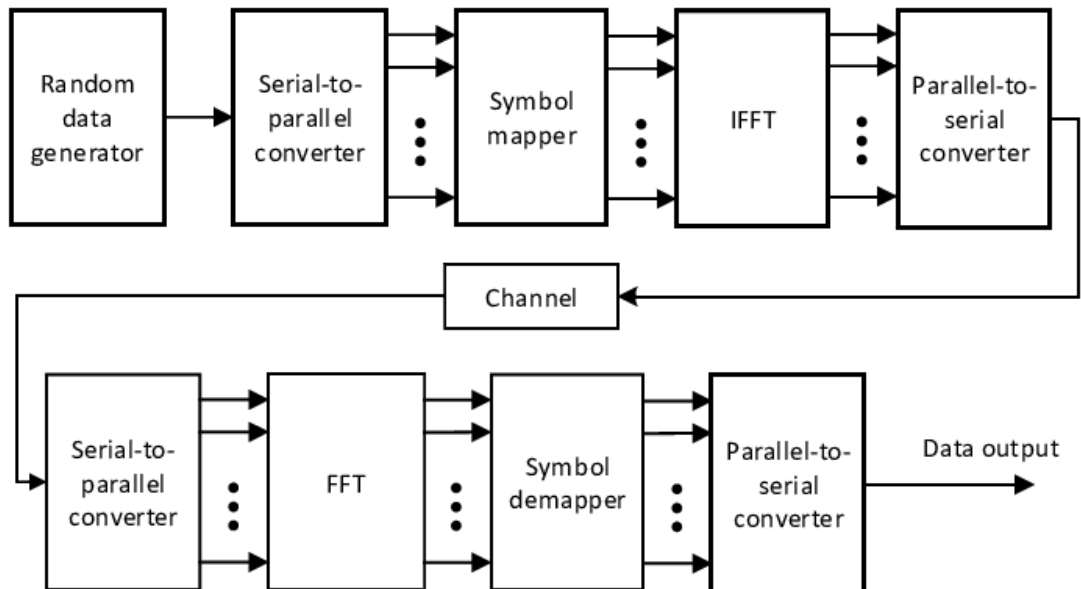 Random
data
generator
Serial-to-
parallel
converter
Symbol
mapper
IFFT
Parallel-to-
serial
converter
Channel
Serial-to-
parallel
converter
FFT
Symbol
demapper
Parallel-to-
serial
converter
Data output